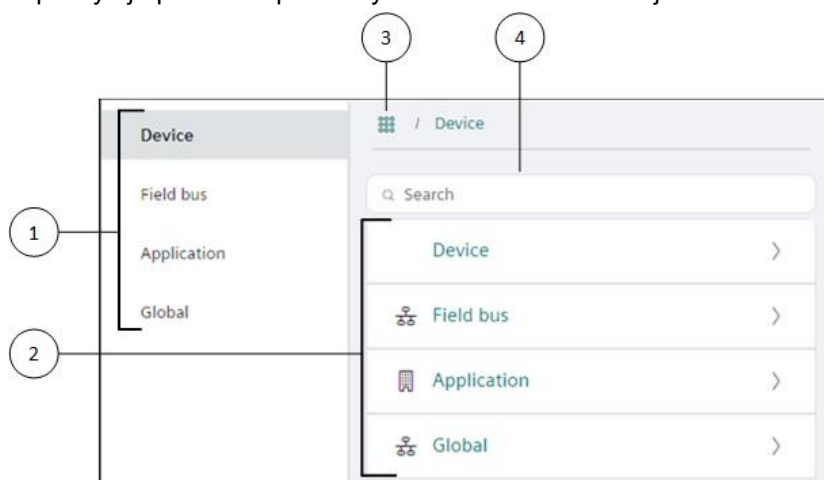 3
4
Device
/ Device
Field bus
Search
1
Application
Device
Global
Field bus
2
Application
Global